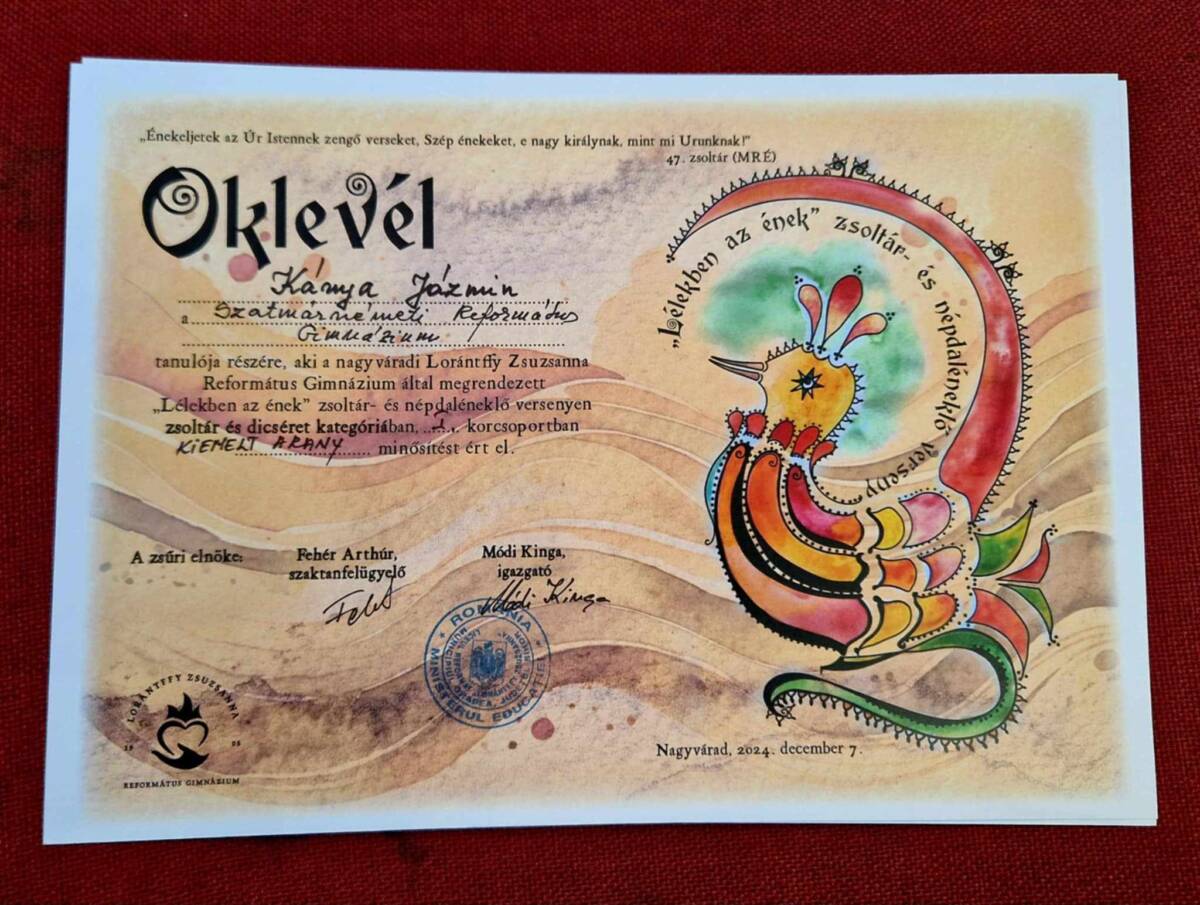 „Énekeljetek az Úr Istennek zengő verseket, Szép énekeket, e nagy királynak, mint mi Urunknak!"
47. zsoltár (MRÉ)
Oklevél
Kánya Jázmin
a Szatmárnémeti Református
Gimnázium
tanulója részére, aki a nagyváradi Lorántffy Zsuzsanna
Református Gimnázium által megrendezett
„Lélekben az ének" zsoltár- és népdaléneklő versenyen
zsoltár és dicséret kategóriában, I. korcsoportban
KIEMELT ARANY minősítést ért el.
„Lélekben az ének" zsoltár- és népdaléneklő verseny
A zsűri elnöke:
Fehér Arthúr,
szaktanfelügyelő
Módi Kinga,
igazgató
Módi Kinga
ROMÂNIA
MINISTERUL EDUCAȚIEI
LORÁNTFFY ZSUZSANNA
REFORMÁTUS GIMNÁZIUM
Nagyvárad, 2024. december 7.